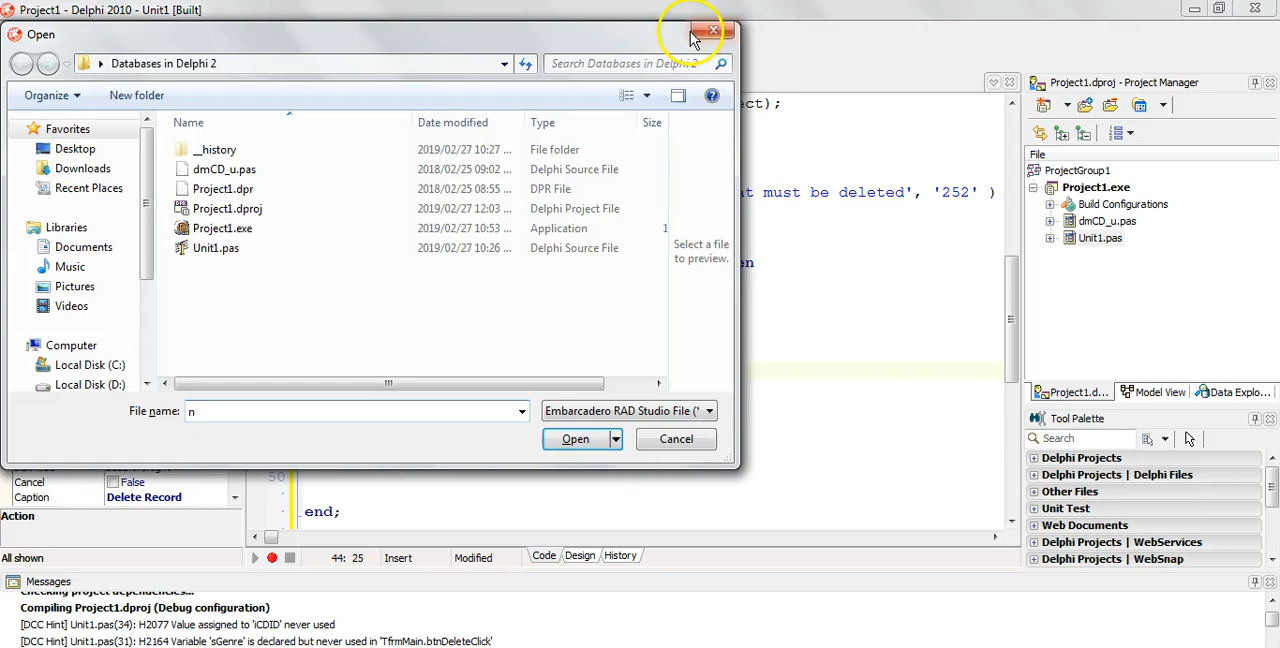 Project1 - Delphi 2010 - Unit1 [Built]
Open
Databases in Delphi 2
Search Databases in Delphi 2
Organize
New folder
Name
Date modified
Type
Size
Favorites
Desktop
Downloads
Recent Places
Libraries
Documents
Music
Pictures
Videos
Computer
Local Disk (C:)
Local Disk (D:)
__history 2019/02/27 10:27 ... File folder
dmCD_u.pas 2018/02/25 09:02 ... Delphi Source File
Project1.dpr 2018/02/25 08:55 ... DPR File
Project1.dproj 2019/02/27 12:03 ... Delphi Project File
Project1.exe 2019/02/27 10:53 ... Application 1
Unit1.pas 2019/02/27 10:26 ... Delphi Source File
Select a file
to preview.
File name: n
Embarcadero RAD Studio File (*
Open
Cancel
ect);
t must be deleted', '252' )
en
50
end;
Cancel False
Caption Delete Record
Action
All shown
44: 25
Insert
Modified
Code
Design
History
Project1.dproj - Project Manager
File
ProjectGroup1
Project1.exe
Build Configurations
dmCD_u.pas
Unit1.pas
Project1.d...
Model View
Data Explo...
Tool Palette
Search
Delphi Projects
Delphi Projects | Delphi Files
Other Files
Unit Test
Web Documents
Delphi Projects | WebServices
Delphi Projects | WebSnap
Messages
Checking project dependencies...
Compiling Project1.dproj (Debug configuration)
[DCC Hint] Unit1.pas(34): H2077 Value assigned to 'iCDID' never used
[DCC Hint] Unit1.pas(31): H2164 Variable 'sGenre' is declared but never used in 'TfrmMain.btnDeleteClick'